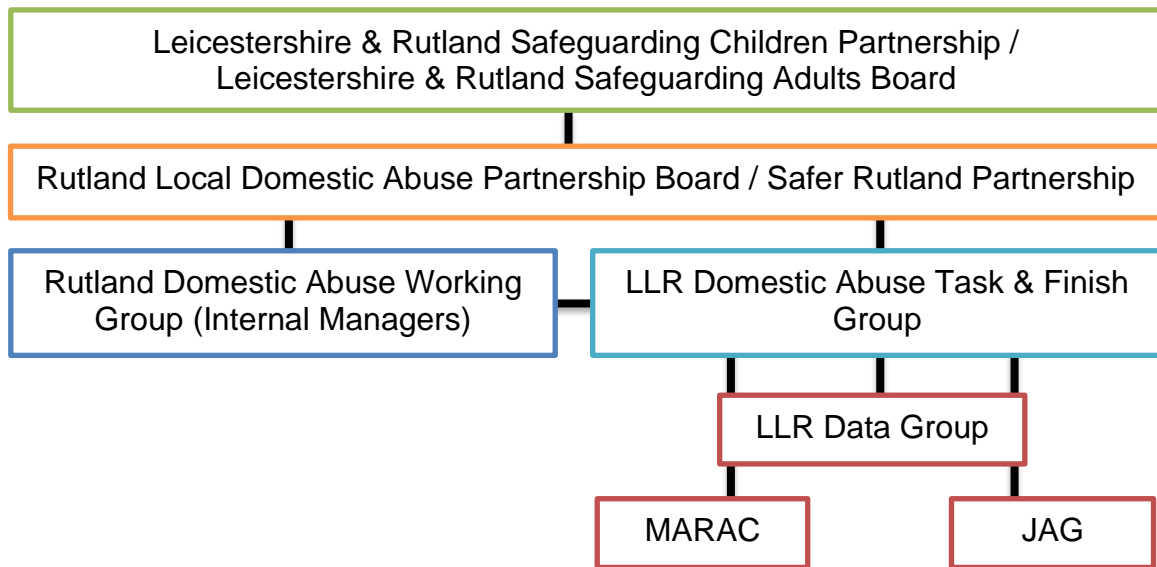 Leicestershire & Rutland Safeguarding Children Partnership /
Leicestershire & Rutland Safeguarding Adults Board
Rutland Local Domestic Abuse Partnership Board / Safer Rutland Partnership
Rutland Domestic Abuse Working
Group (Internal Managers)
LLR Domestic Abuse Task & Finish
Group
LLR Data Group
MARAC
JAG